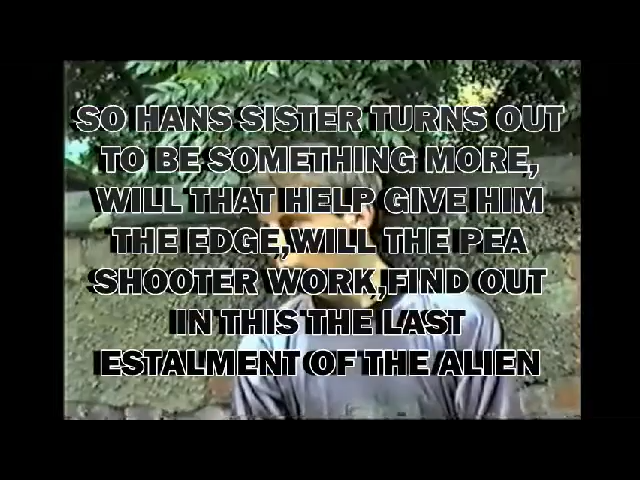 SO HANS SISTER TURNS OUT
TO BE SOMETHING MORE,
WILL THAT HELP GIVE HIM
THE EDGE,WILL THE PEA
SHOOTER WORK,FIND OUT
IN THIS THE LAST
ESTALMENT OF THE ALIEN